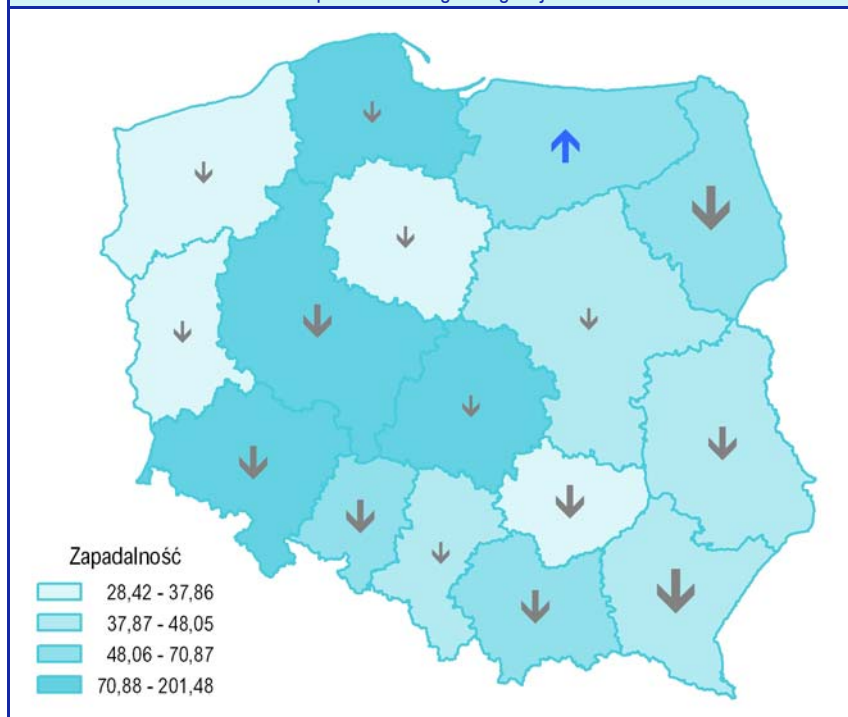 Zapadalność
28,42 - 37,86
37,87 - 48,05
48,06 - 70,87
70,88 - 201,48